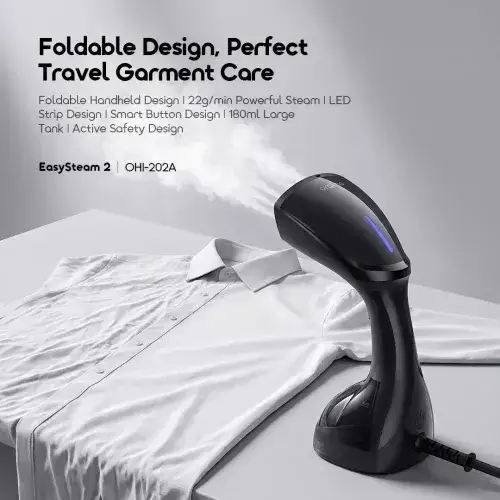 Foldable Design, Perfect
Travel Garment Care
Foldable Handheld Design | 22g/min Powerful Steam | LED
Strip Design | Smart Button Design | 180ml Large
Tank | Active Safety Design
EasySteam 2 | OHI-202A